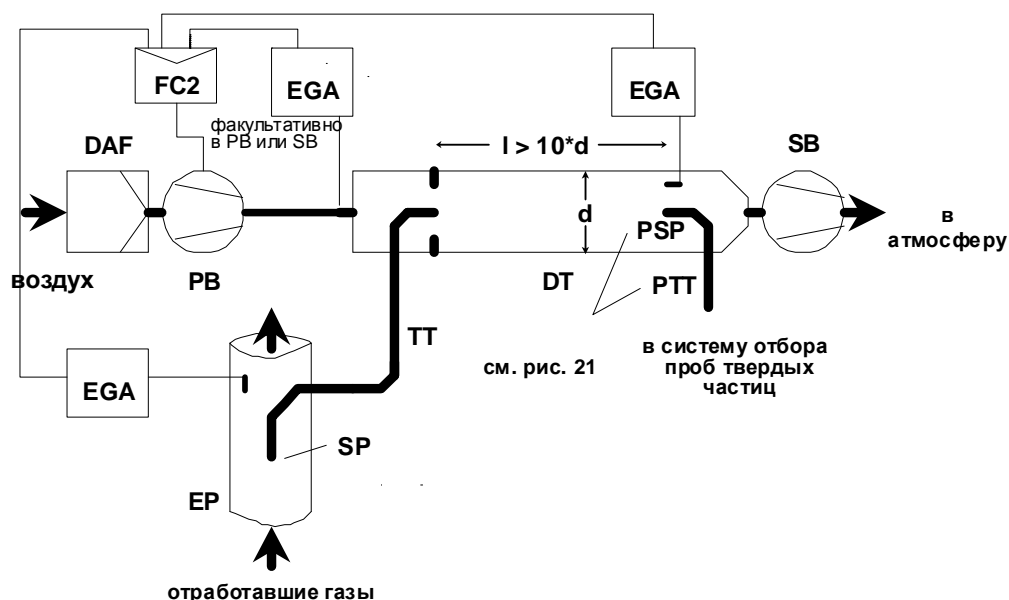 FC2
EGA
EGA
факультативно
в PB или SB
DAF
l > 10*d
SB
d
PSP
в
атмосферу
воздух
PB
DT
PTT
TT
см. рис. 21
в систему отбора
проб твердых
частиц
EGA
SP
EP
отработавшие газы